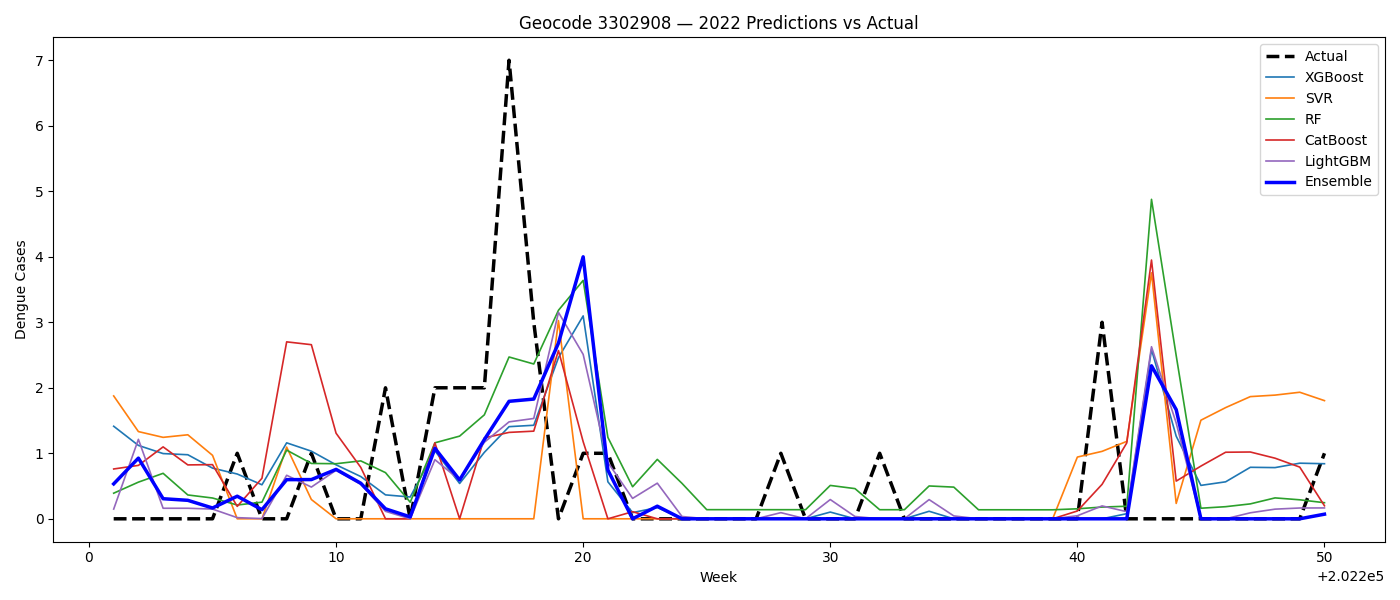 Geocode 3302908 — 2022 Predictions vs Actual
Dengue Cases
7
6
5
4
3
2
1
0
Actual
XGBoost
SVR
RF
CatBoost
LightGBM
Ensemble
0 10 20 30 40 50
Week
+2.022e5